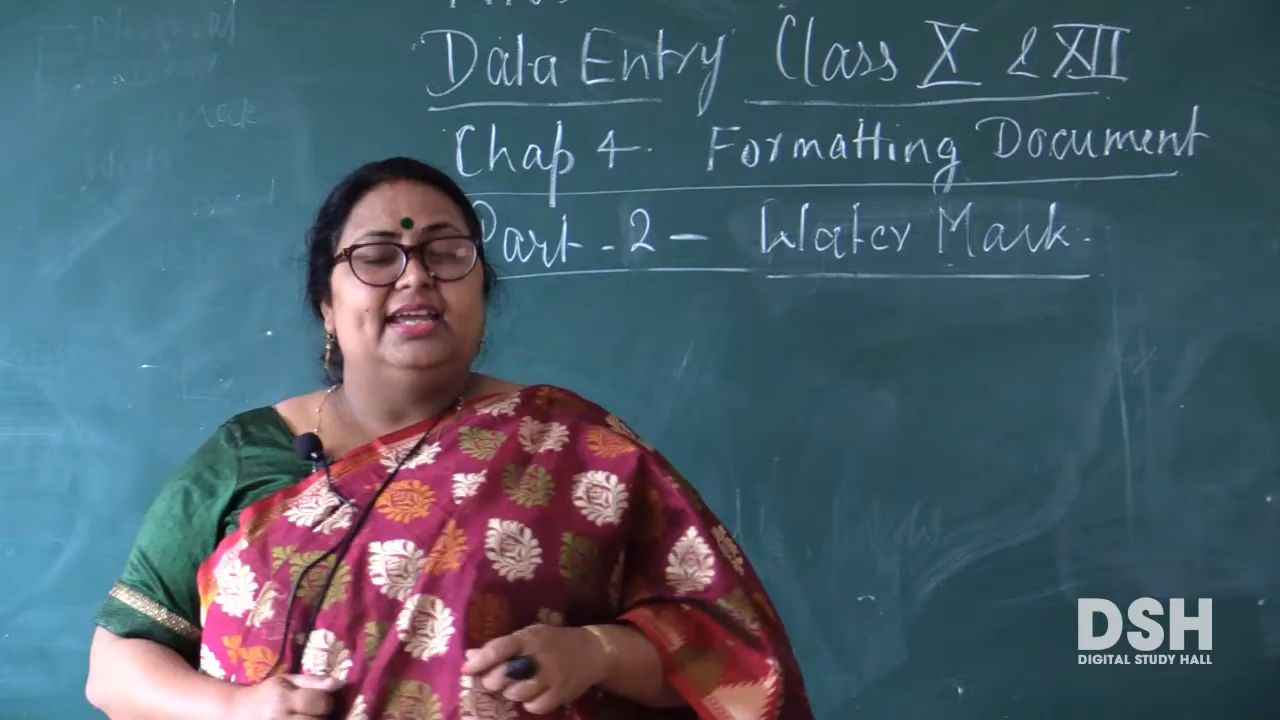 Data Entry Class X & XII
Chap 4. Formatting Document
Part - 2 - Water Mark.
DSH
DIGITAL STUDY HALL